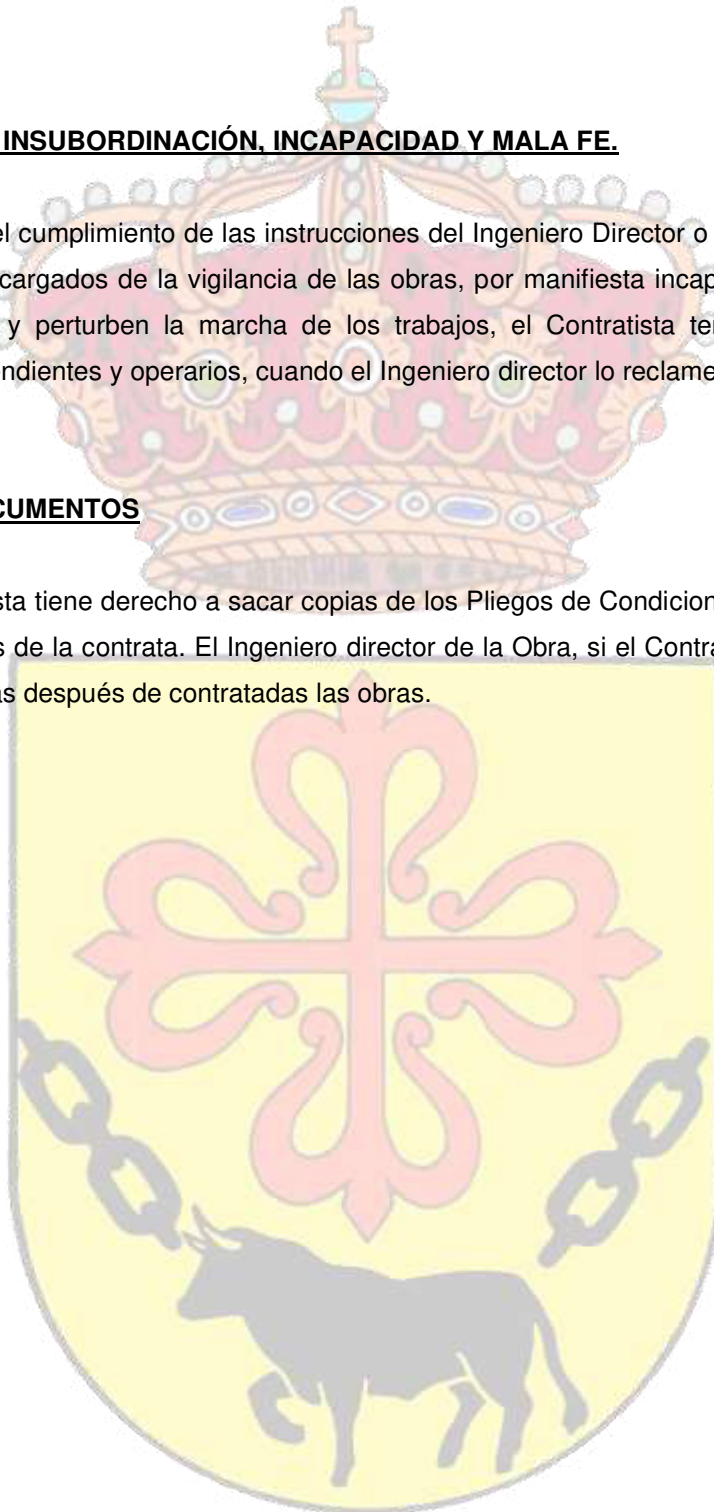 INSUBORDINACIÓN, INCAPACIDAD Y MALA FE.
el cumplimiento de las instrucciones del Ingeniero Director o
cargados de la vigilancia de las obras, por manifiesta incap
y perturben la marcha de los trabajos, el Contratista ter
ndientes y operarios, cuando el Ingeniero director lo reclame
CUMENTOS
sta tiene derecho a sacar copias de los Pliegos de Condicion
s de la contrata. El Ingeniero director de la Obra, si el Contra
as después de contratadas las obras.